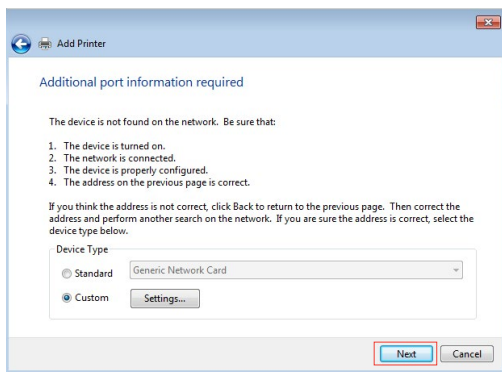 Add Printer
Additional port information required
The device is not found on the network. Be sure that:
1. The device is turned on.
2. The network is connected.
3. The device is properly configured.
4. The address on the previous page is correct.
If you think the address is not correct, click Back to return to the previous page. Then correct the
address and perform another search on the network. If you are sure the address is correct, select the
device type below.
Device Type
Standard Generic Network Card
Custom Settings...
Next Cancel